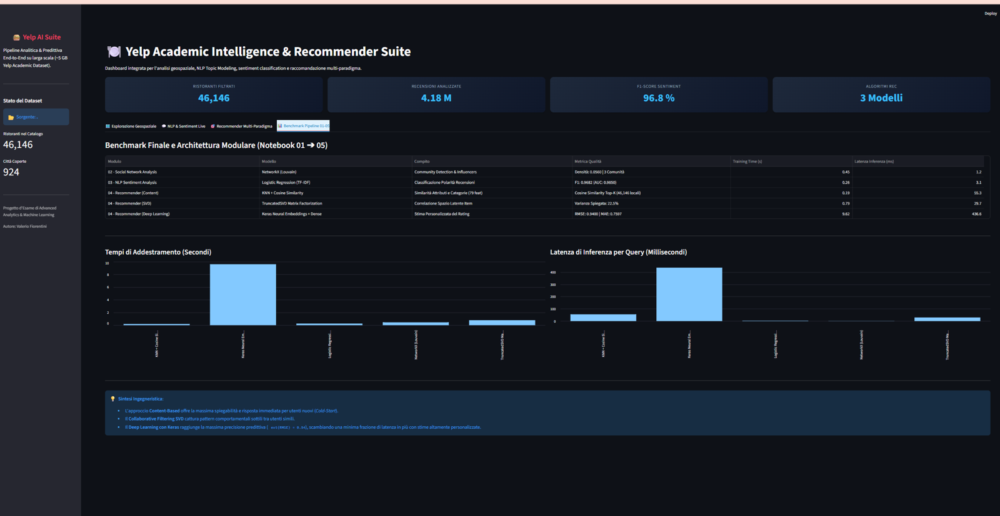 Deploy
🍔 Yelp AI Suite
Pipeline Analitica & Predittiva
End-to-End su larga scala (~5 GB
Yelp Academic Dataset).
Stato del Dataset
📂 Sorgente: .
Ristoranti nel Catalogo
46,146
Città Coperte
924
Progetto d'Esame di Advanced
Analytics & Machine Learning
Autore: Valerio Fiorentini
🍽️ Yelp Academic Intelligence & Recommender Suite
Dashboard integrata per l'analisi geospaziale, NLP Topic Modeling, sentiment classification e raccomandazione multi-paradigma.
RISTORANTI FILTRATI
46,146
RECENSIONI ANALIZZATE
4.18 M
F1-SCORE SENTIMENT
96.8 %
ALGORITMI REC
3 Modelli
🗺️ Esplorazione Geospaziale 💬 NLP & Sentiment Live 🎯 Recommender Multi-Paradigma 📊 Benchmark Pipeline 01-05
Benchmark Finale e Architettura Modulare (Notebook 01 ➔ 05)
Modulo Modello Compito Metrica Qualità Training Time (s) Latenza Inferenza (ms)
02 - Social Network Analysis NetworkX (Louvain) Community Detection & Influencers Densità: 0.0560 | 3 Comunità 0.45 1.2
03 - NLP Sentiment Analysis Logistic Regression (TF-IDF) Classificazione Polarità Recensioni F1: 0.9682 (AUC: 0.9850) 0.26 3.1
04 - Recommender (Content) KNN + Cosine Similarity Similarità Attributi e Categorie (79 feat) Cosine Similarity Top-K (46,146 locali) 0.19 55.3
04 - Recommender (SVD) TruncatedSVD Matrix Factorization Correlazione Spazio Latente Item Varianza Spiegata: 22.5% 0.79 29.7
04 - Recommender (Deep Learning) Keras Neural Embeddings + Dense Stima Personalizzata del Rating RMSE: 0.9400 | MAE: 0.7597 9.62 436.6
Tempi di Addestramento (Secondi)
10
8
6
4
2
0
KNN + Cosine Si…
Keras Neural Em…
Logistic Regressi…
NetworkX (Louvain)
TruncatedSVD Ma…
Latenza di Inferenza per Query (Millisecondi)
400
300
200
100
0
KNN + Cosine Si…
Keras Neural Em…
Logistic Regressi…
NetworkX (Louvain)
TruncatedSVD Ma…
💡 Sintesi Ingegneristica:
• L'approccio Content-Based offre la massima spiegabilità e risposta immediata per utenti nuovi (Cold-Start).
• Il Collaborative Filtering SVD cattura pattern comportamentali sottili tra utenti simili.
• Il Deep Learning con Keras raggiunge la massima precisione predittiva ( ext{RMSE} = 0.94), scambiando una minima frazione di latenza in più con stime altamente personalizzate.